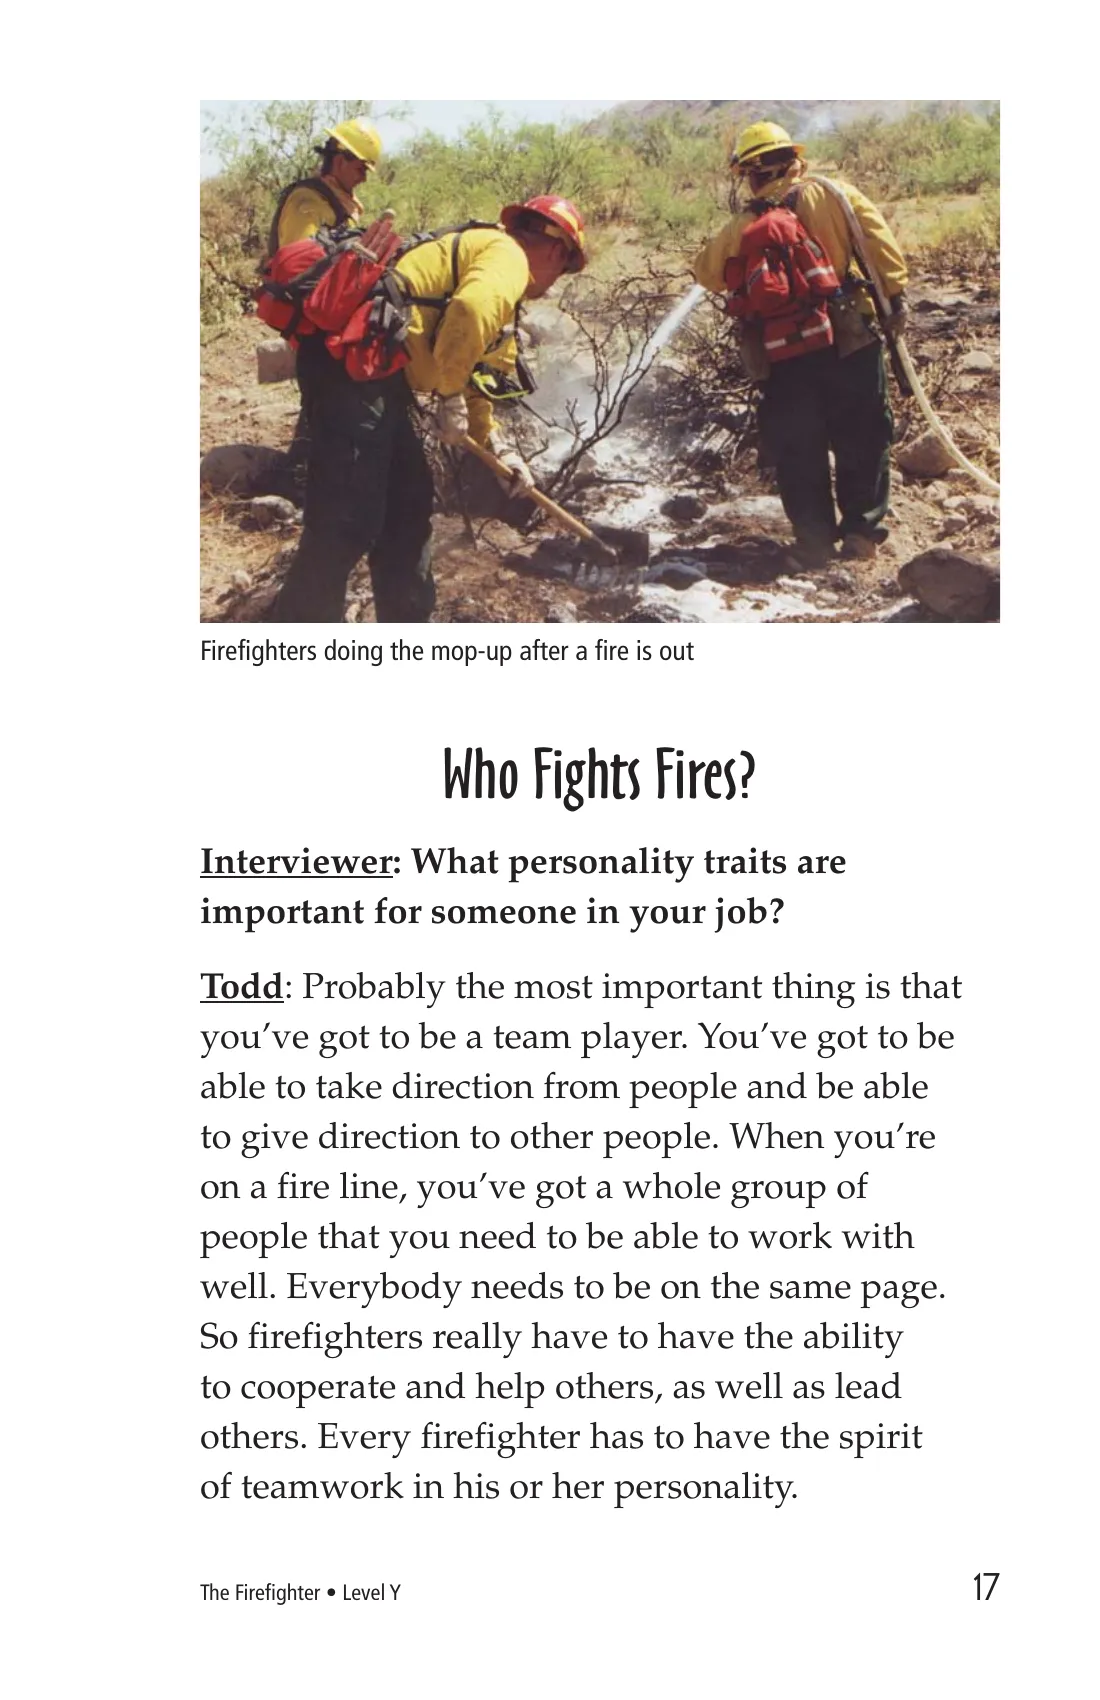 Firefighters doing the mop-up after a fire is out
Who Fights Fires?
Interviewer: What personality traits are
important for someone in your job?
Todd: Probably the most important thing is that
you’ve got to be a team player. You’ve got to be
able to take direction from people and be able
to give direction to other people. When you’re
on a fire line, you’ve got a whole group of
people that you need to be able to work with
well. Everybody needs to be on the same page.
So firefighters really have to have the ability
to cooperate and help others, as well as lead
others. Every firefighter has to have the spirit
of teamwork in his or her personality.
The Firefighter • Level Y
17